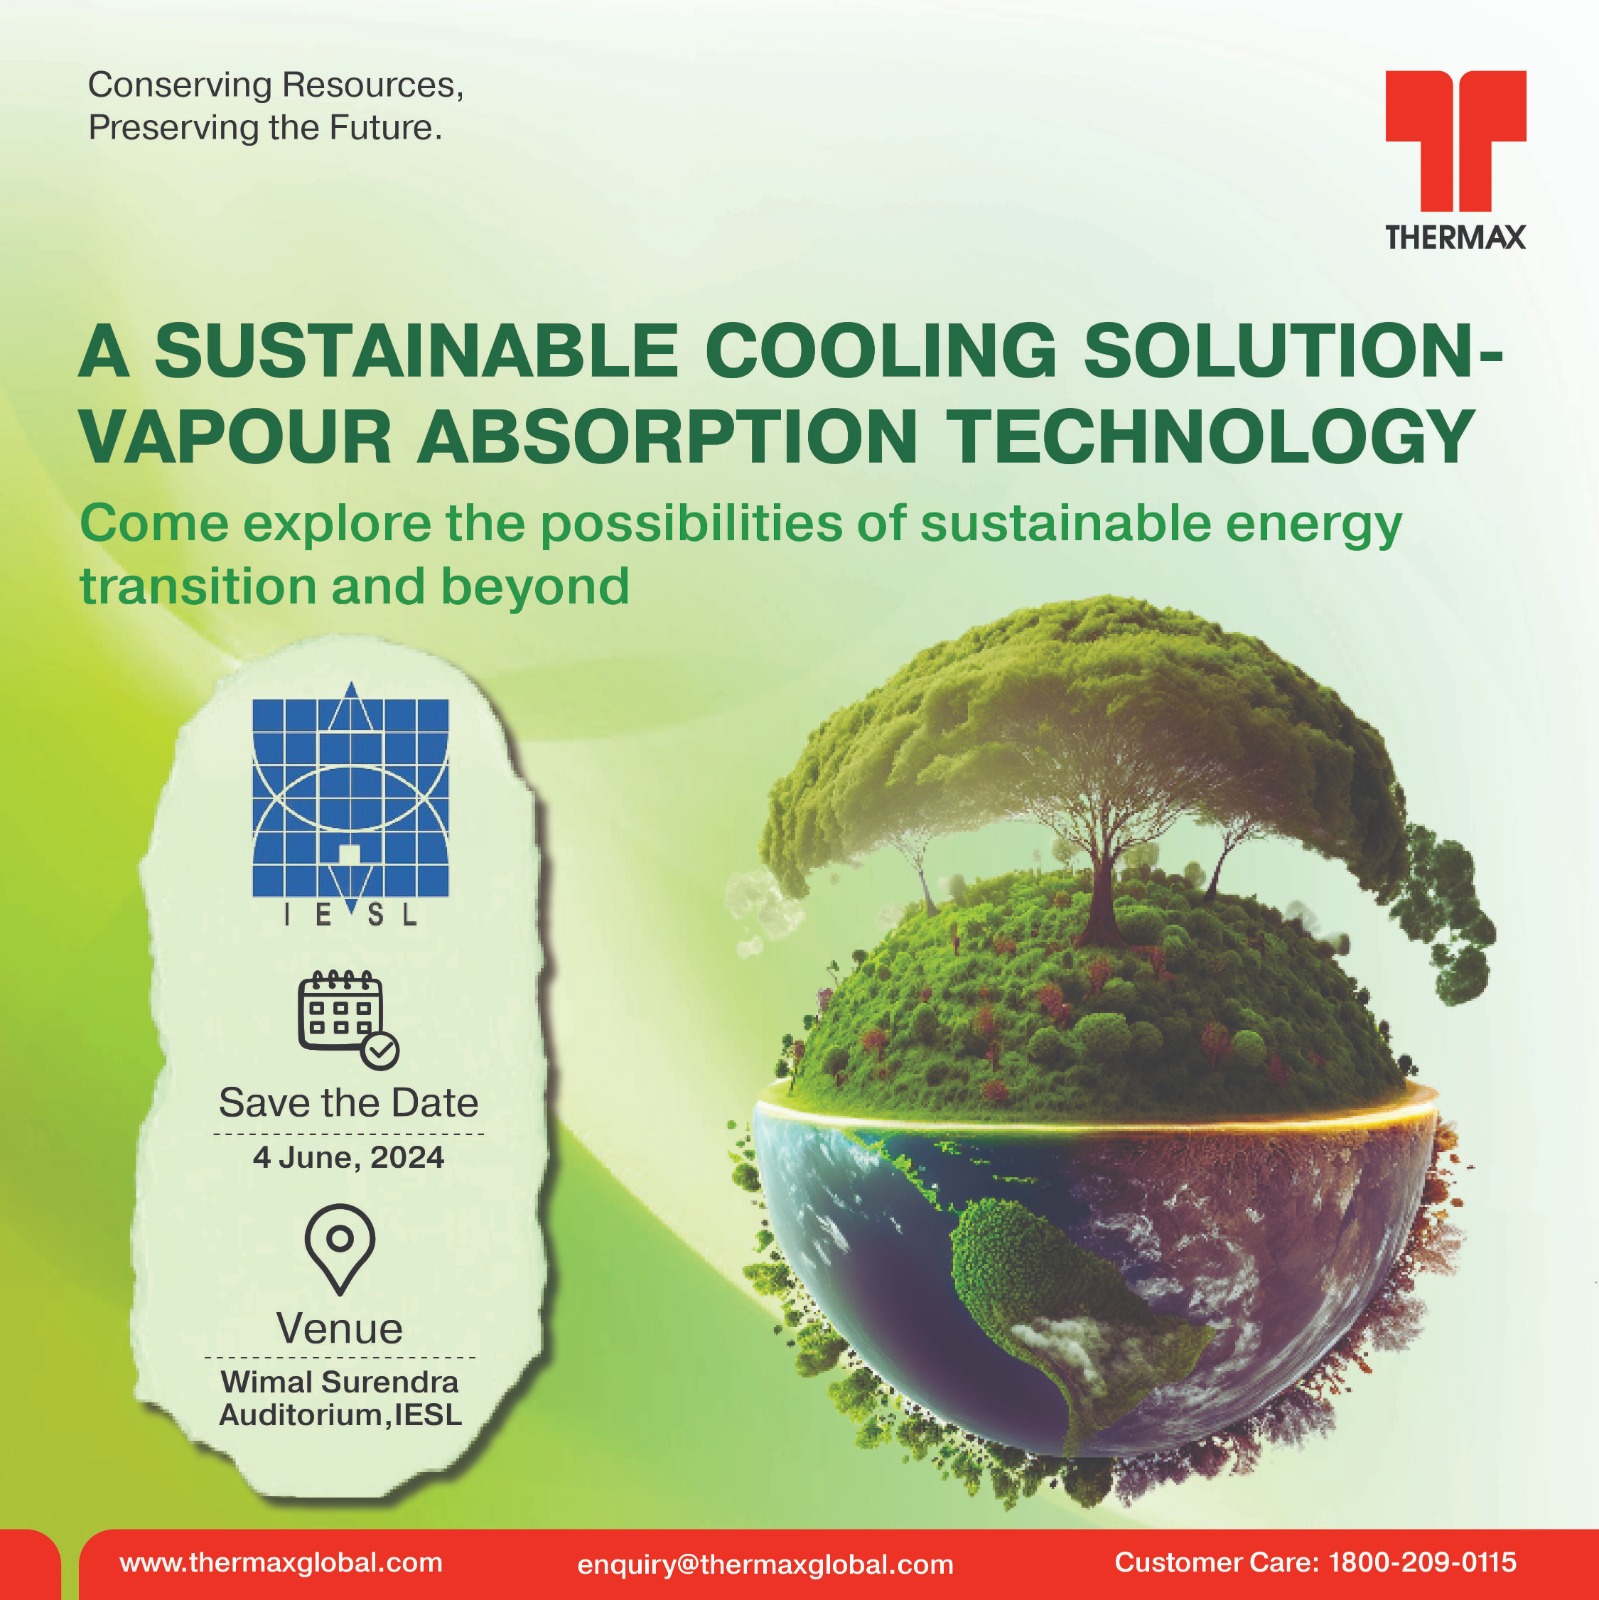 Conserving Resources,
Preserving the Future.
THERMAX
A SUSTAINABLE COOLING SOLUTION-
VAPOUR ABSORPTION TECHNOLOGY
Come explore the possibilities of sustainable energy
transition and beyond
IESL
Save the Date
4 June, 2024
Venue
Wimal Surendra
Auditorium,IESL
www.thermaxglobal.com
enquiry@thermaxglobal.com
Customer Care: 1800-209-0115